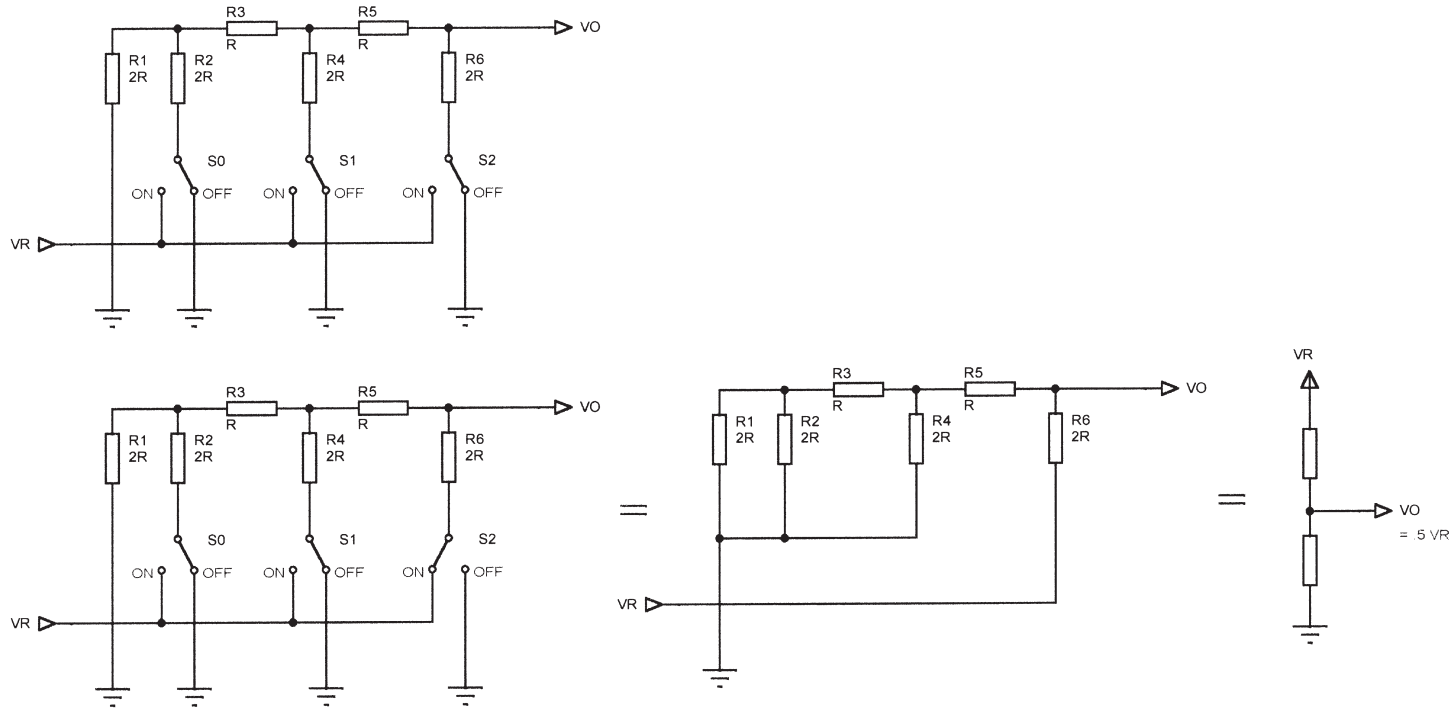 R3 R5
VO
R R
R1 R2 R4 R6
2R 2R 2R 2R
S0 S1 S2
ON OFF ON OFF ON OFF
VR
R3 R5
VO
R R
R1 R2 R4 R6
2R 2R 2R 2R
S0 S1 S2
ON OFF ON OFF ON OFF
VR
=
R3 R5
VO
R R
R1 R2 R4 R6
2R 2R 2R 2R
VR
=
VR
VO
= .5 VR